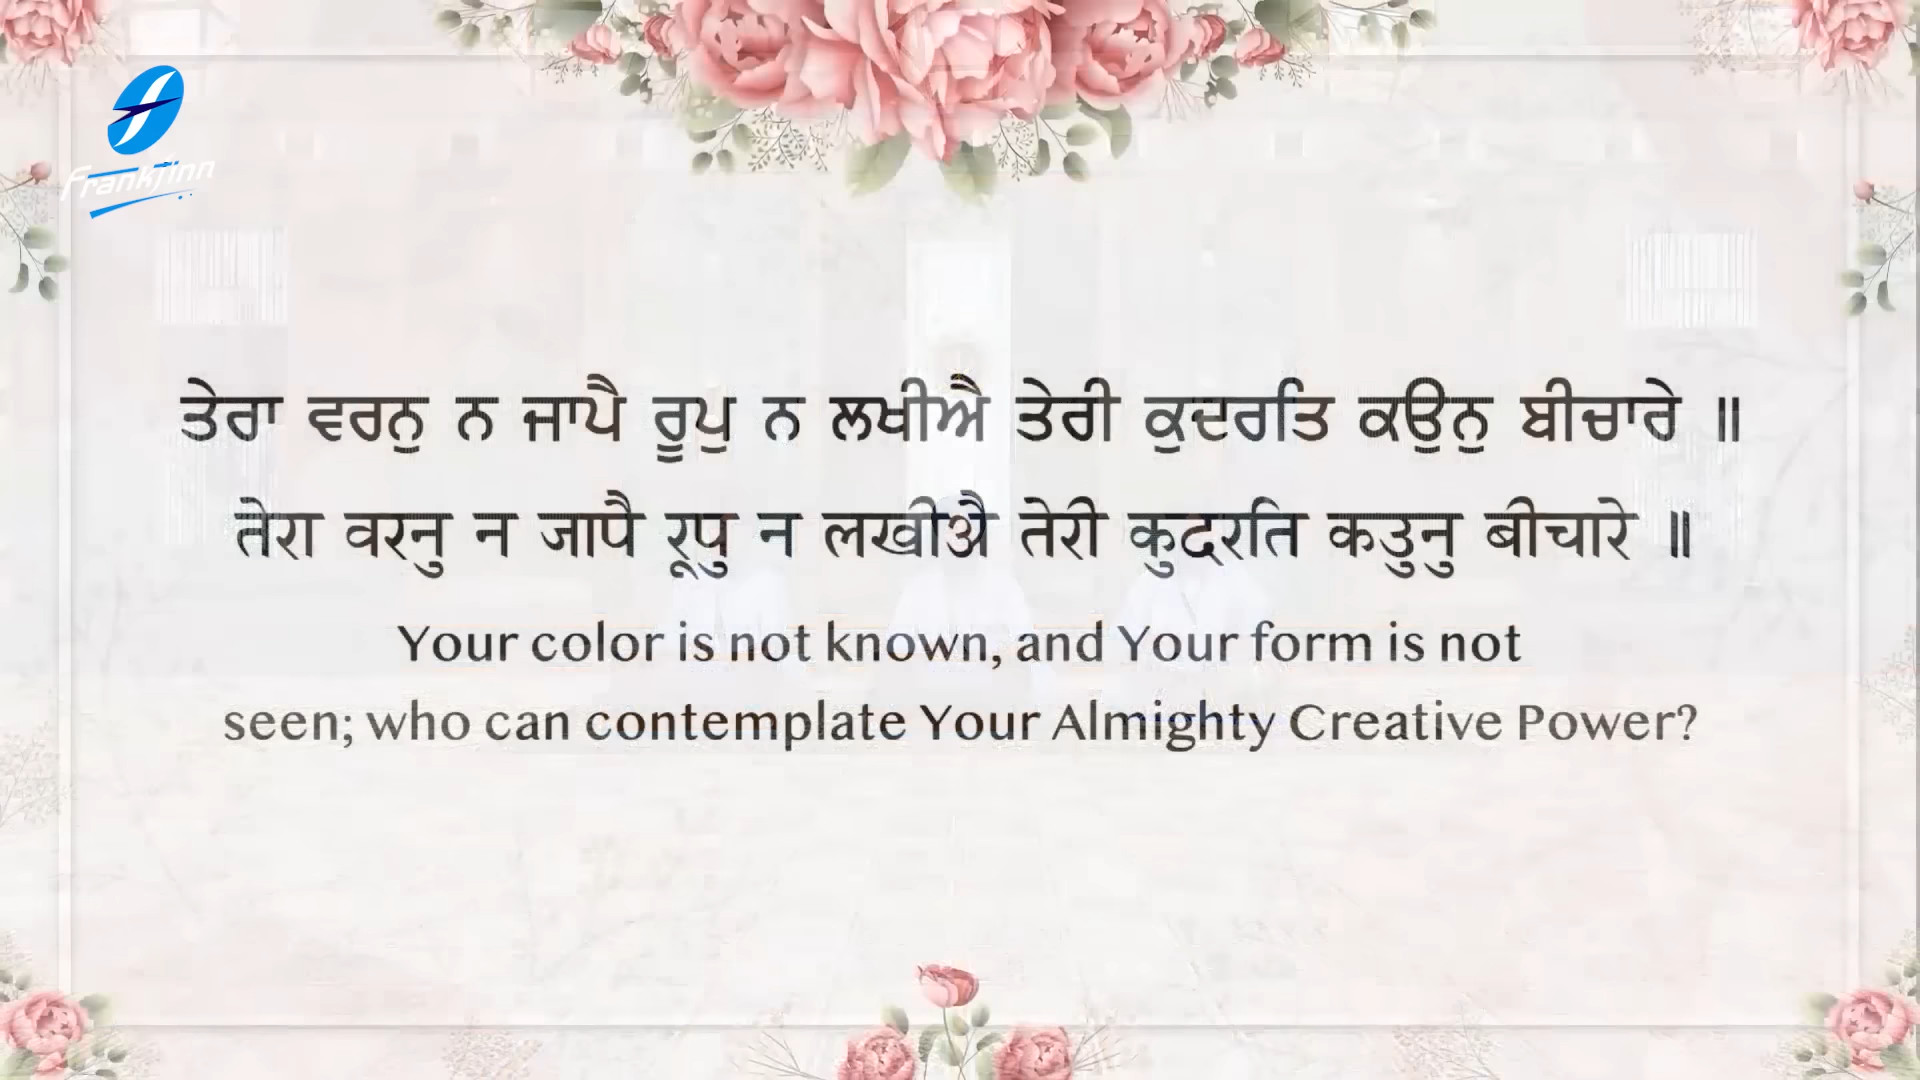 Frankfinn
ਤੇਰਾ ਵਰਨੁ ਨ ਜਾਪੈ ਰੂਪੁ ਨ ਲਖੀਐ ਤੇਰੀ ਕੁਦਰਤਿ ਕਉਨੁ ਬੀਚਾਰੇ ॥
तेरा वरनु न जापै रूपु न लखीअै तेरी कुदरति कउनु बीचारे ॥
Your color is not known, and Your form is not
seen; who can contemplate Your Almighty Creative Power?